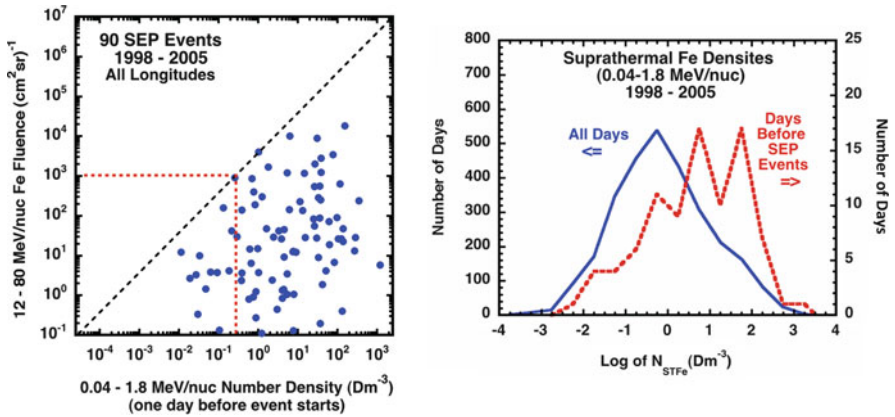 12 - 80 MeV/nuc Fe Fluence (cm²sr)⁻¹
10⁷
10⁶
10⁵
10⁴
10³
10²
10¹
10⁰
10⁻¹
90 SEP Events
1998 - 2005
All Longitudes
10⁻⁴ 10⁻³ 10⁻² 10⁻¹ 10⁰ 10¹ 10² 10³
0.04 - 1.8 MeV/nuc Number Density (Dm⁻³)
(one day before event starts)
Number of Days
800
700
600
500
400
300
200
100
0
Suprathermal Fe Densites
(0.04-1.8 MeV/nuc)
1998 - 2005
All Days
<=
Days
Before
SEP
Events
=>
25
20
15
10
5
0
Number of Days
-4 -3 -2 -1 0 1 2 3 4
Log of N_STFe(Dm⁻³)